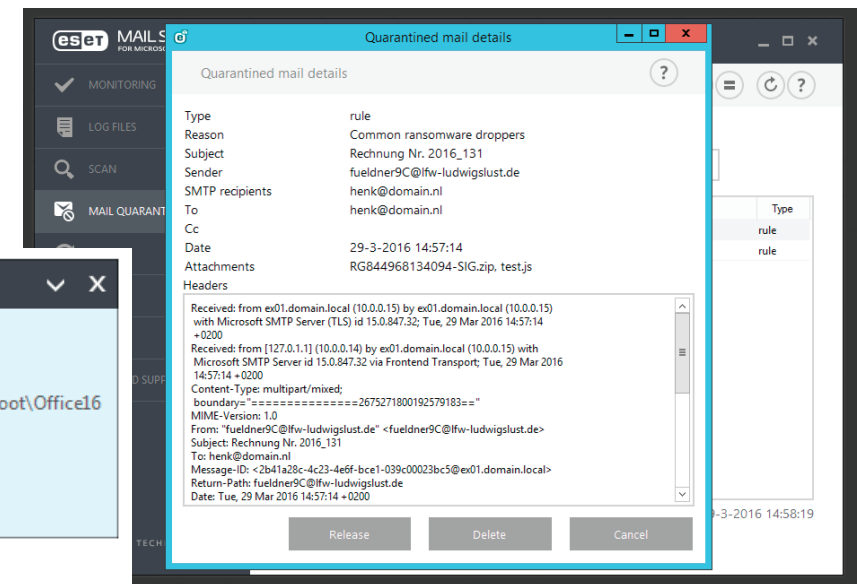 eset MAIL S
FOR MICROSO
MONITORING
LOG FILES
SCAN
MAIL QUARANT
D SUPP
TECH
oot\Office16
Type
rule
rule
9-3-2016 14:58:19
Quarantined mail details
Quarantined mail details
Type rule
Reason Common ransomware droppers
Subject Rechnung Nr. 2016_131
Sender fueldner9C@lfw-ludwigslust.de
SMTP recipients henk@domain.nl
To henk@domain.nl
Cc
Date 29-3-2016 14:57:14
Attachments RG844968134094-SIG.zip, test.js
Headers
Received: from ex01.domain.local (10.0.0.15) by ex01.domain.local (10.0.0.15)
with Microsoft SMTP Server (TLS) id 15.0.847.32; Tue, 29 Mar 2016 14:57:14
+0200
Received: from [127.0.1.1] (10.0.0.14) by ex01.domain.local (10.0.0.15) with
Microsoft SMTP Server id 15.0.847.32 via Frontend Transport; Tue, 29 Mar 2016
14:57:14 +0200
Content-Type: multipart/mixed;
boundary="===============2675271800192579183=="
MIME-Version: 1.0
From: "fueldner9C@lfw-ludwigslust.de" <fueldner9C@lfw-ludwigslust.de>
Subject: Rechnung Nr. 2016_131
To: henk@domain.nl
Message-ID: <2b41a28c-4c23-4e6f-bce1-039c00023bc5@ex01.domain.local>
Return-Path: fueldner9C@lfw-ludwigslust.de
Date: Tue, 29 Mar 2016 14:57:14 +0200
Release Delete Cancel